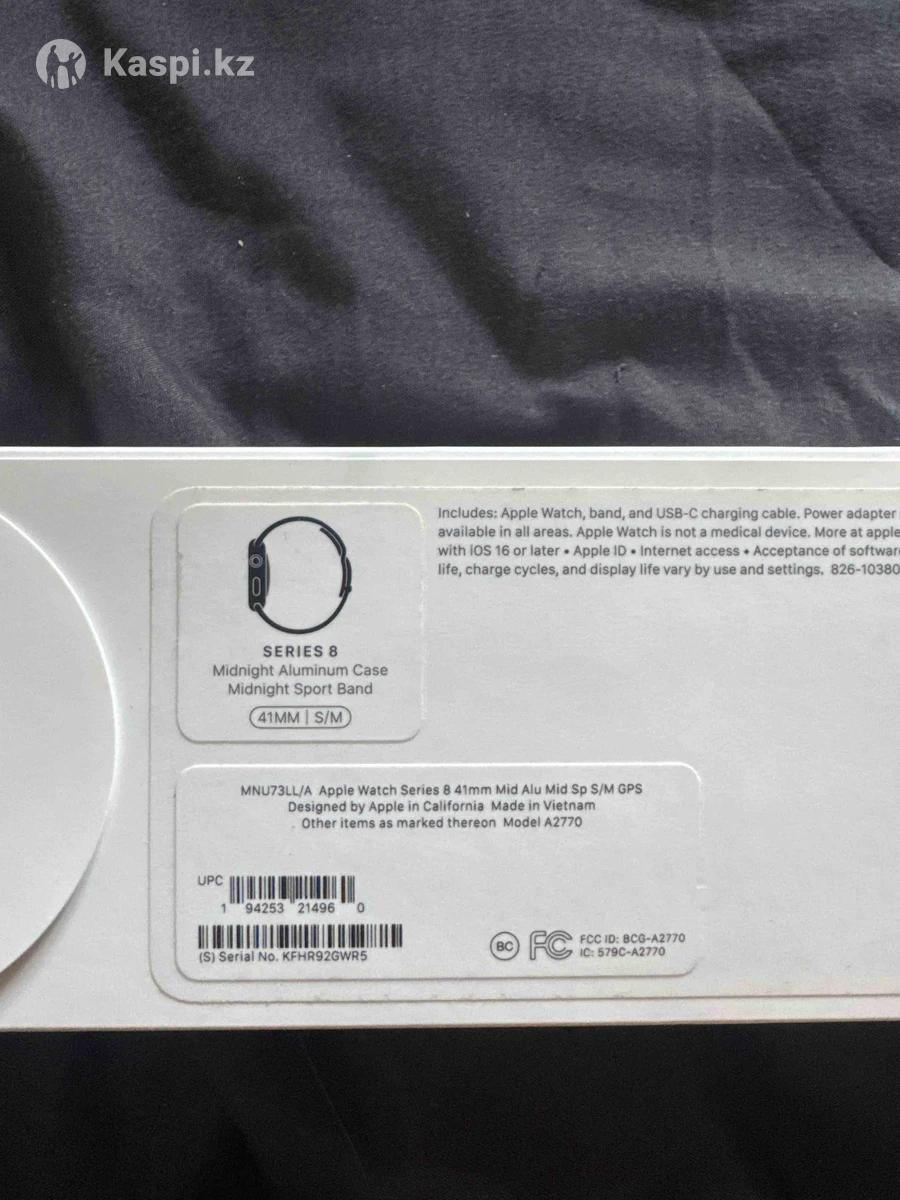 Kaspi.kz
Includes: Apple Watch, band, and USB-C charging cable. Power adapter
available in all areas. Apple Watch is not a medical device. More at apple
with iOS 16 or later • Apple ID • Internet access • Acceptance of software
life, charge cycles, and display life vary by use and settings. 826-10380
SERIES 8
Midnight Aluminum Case
Midnight Sport Band
41MM | S/M
MNU73LL/A Apple Watch Series 8 41mm Mid Alu Mid Sp S/M GPS
Designed by Apple in California Made in Vietnam
Other items as marked thereon Model A2770
UPC
1 94253 21496 0
(S) Serial No. KFHR92GWR5
BC
FC
FCC ID: BCG-A2770
IC: 579C-A2770